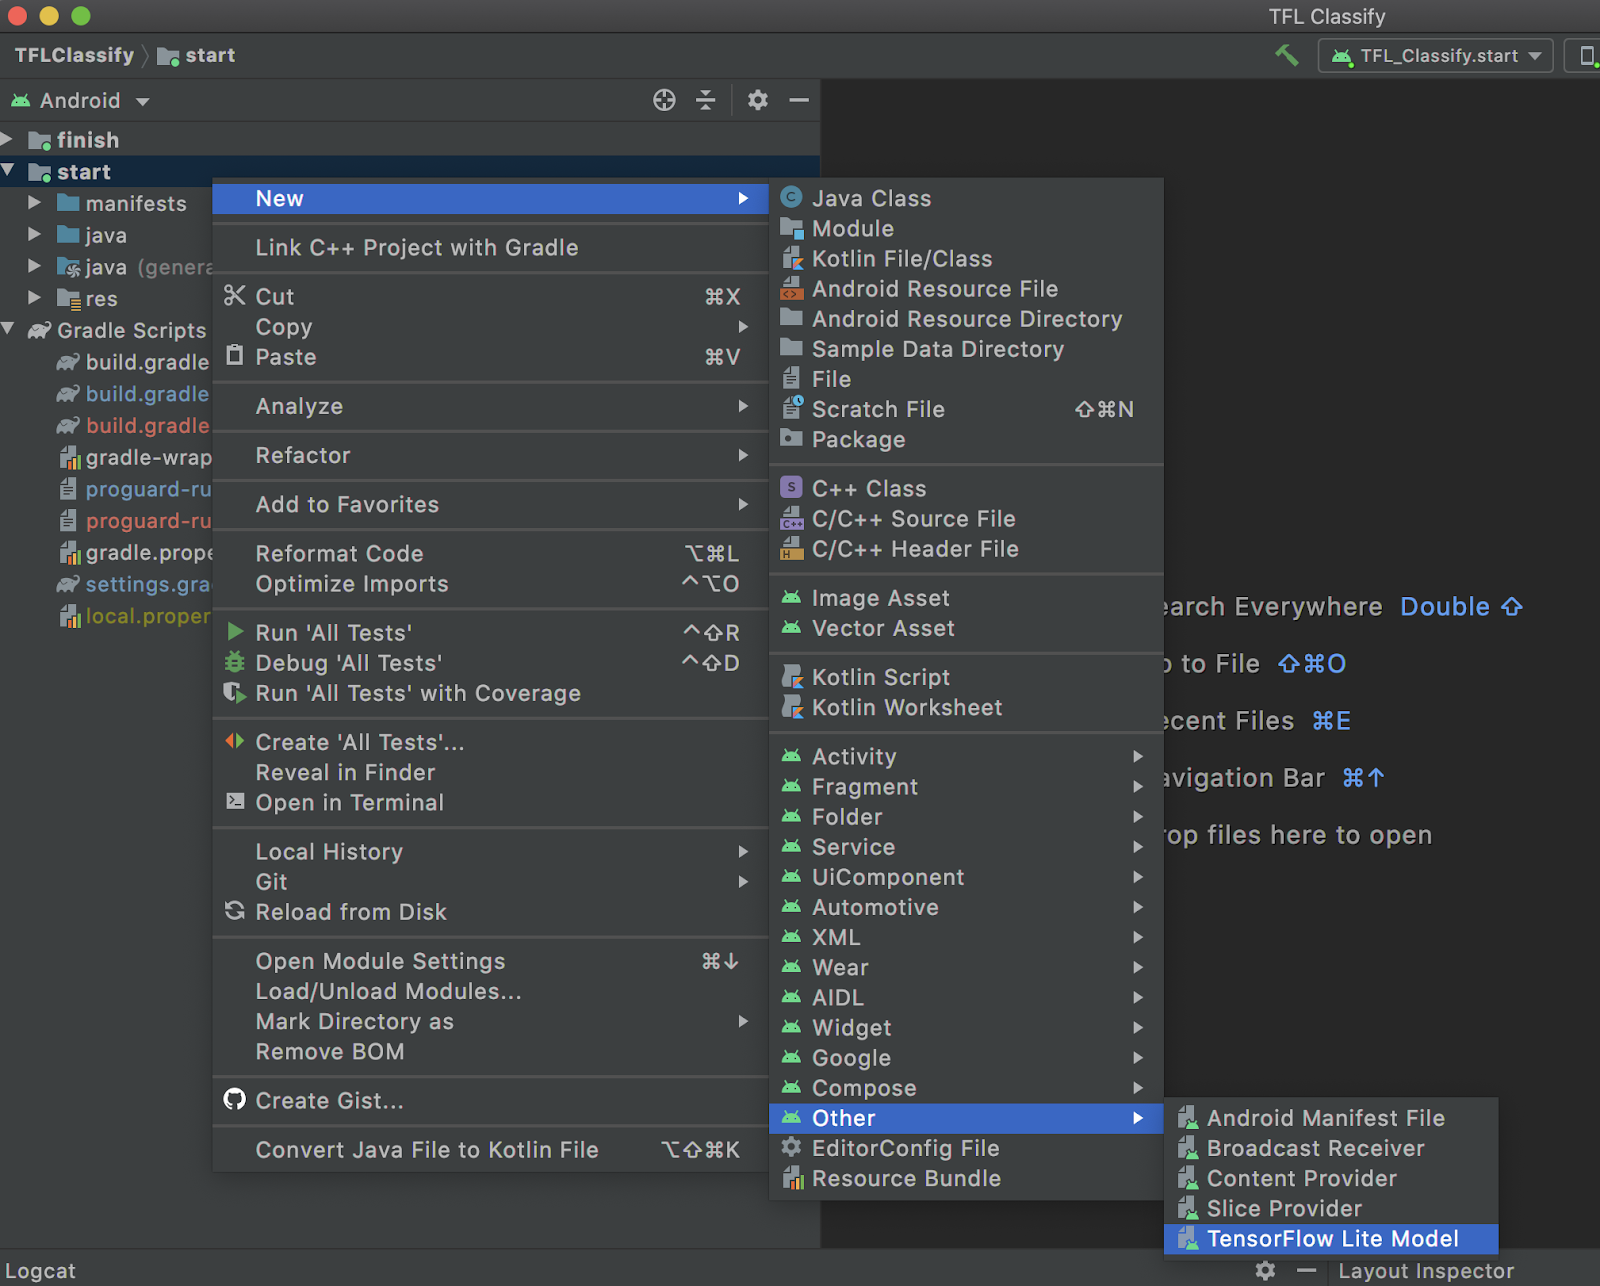 TFL Classify
TFLClassify
start
TFL_Classify.start
Android
finish
start
manifests
java
java (genera
res
Gradle Scripts
build.gradle
build.gradle
build.gradle
gradle-wrap
proguard-ru
proguard-ru
gradle.prope
settings.gra
local.proper
New
Link C++ Project with Gradle
Cut ⌘X
Copy
Paste ⌘V
Analyze
Refactor
Add to Favorites
Reformat Code ⌥⌘L
Optimize Imports ^⌥O
Run 'All Tests' ^⇧R
Debug 'All Tests' ^⇧D
Run 'All Tests' with Coverage
Create 'All Tests'...
Reveal in Finder
Open in Terminal
Local History
Git
Reload from Disk
Open Module Settings ⌘↓
Load/Unload Modules...
Mark Directory as
Remove BOM
Create Gist...
Convert Java File to Kotlin File ⌥⇧⌘K
Java Class
Module
Kotlin File/Class
Android Resource File
Android Resource Directory
Sample Data Directory
File
Scratch File ⇧⌘N
Package
C++ Class
C/C++ Source File
C/C++ Header File
Image Asset
Vector Asset
Kotlin Script
Kotlin Worksheet
Activity
Fragment
Folder
Service
UiComponent
Automotive
XML
Wear
AIDL
Widget
Google
Compose
Other
EditorConfig File
Resource Bundle
Android Manifest File
Broadcast Receiver
Content Provider
Slice Provider
TensorFlow Lite Model
earch Everywhere Double ⇧
o to File ⇧⌘O
ecent Files ⌘E
avigation Bar ⌘↑
rop files here to open
Logcat
Layout Inspector